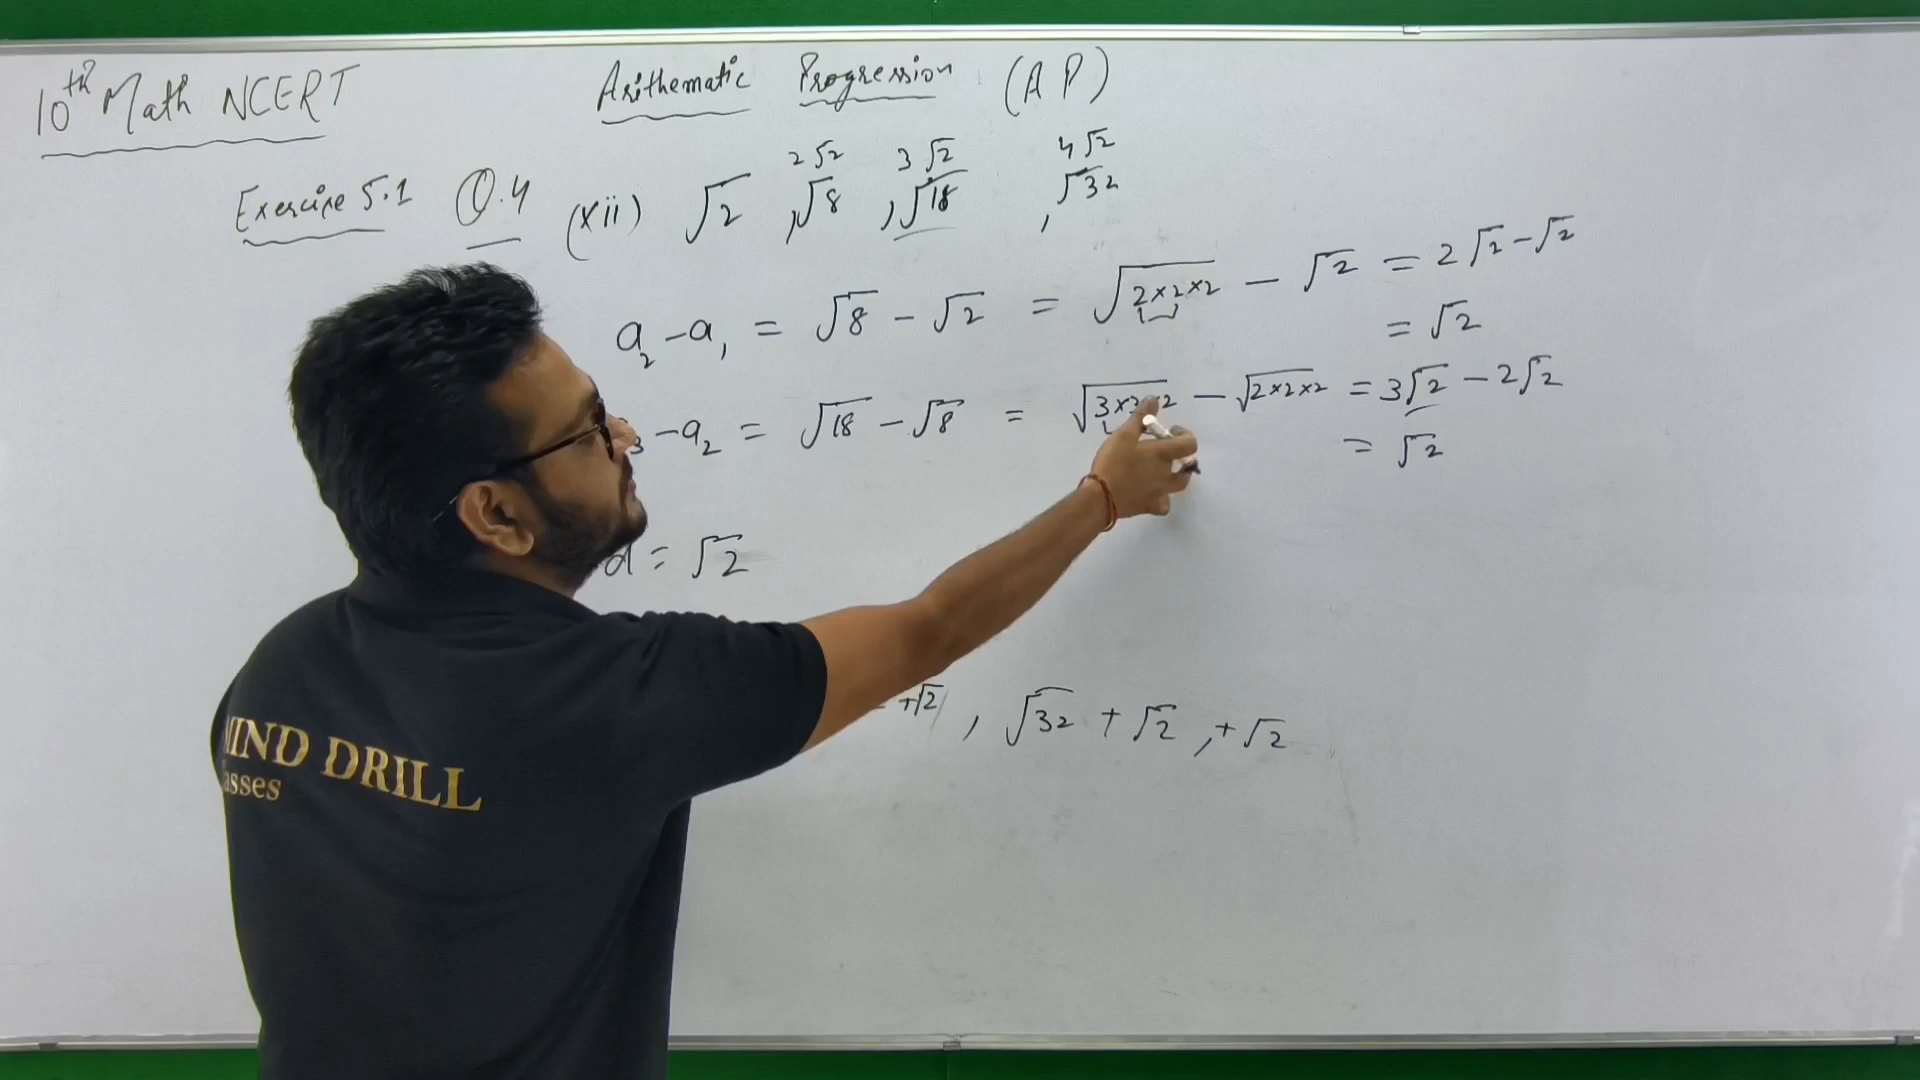 10th Math NCERT
Arithematic Progression (AP)
2√2 3√2 4√2
Exercise 5.1 Q.4 (xii) √2 , √8 , √18 , √32
a₂ - a₁ = √8 - √2 = √2×2×2 - √2 = 2√2 - √2
= √2
₃ - a₂ = √18 - √8 = √3×3×2 - √2×2×2 = 3√2 - 2√2
= √2
d = √2
+√2 , √32 + √2 , +√2
MIND DRILL